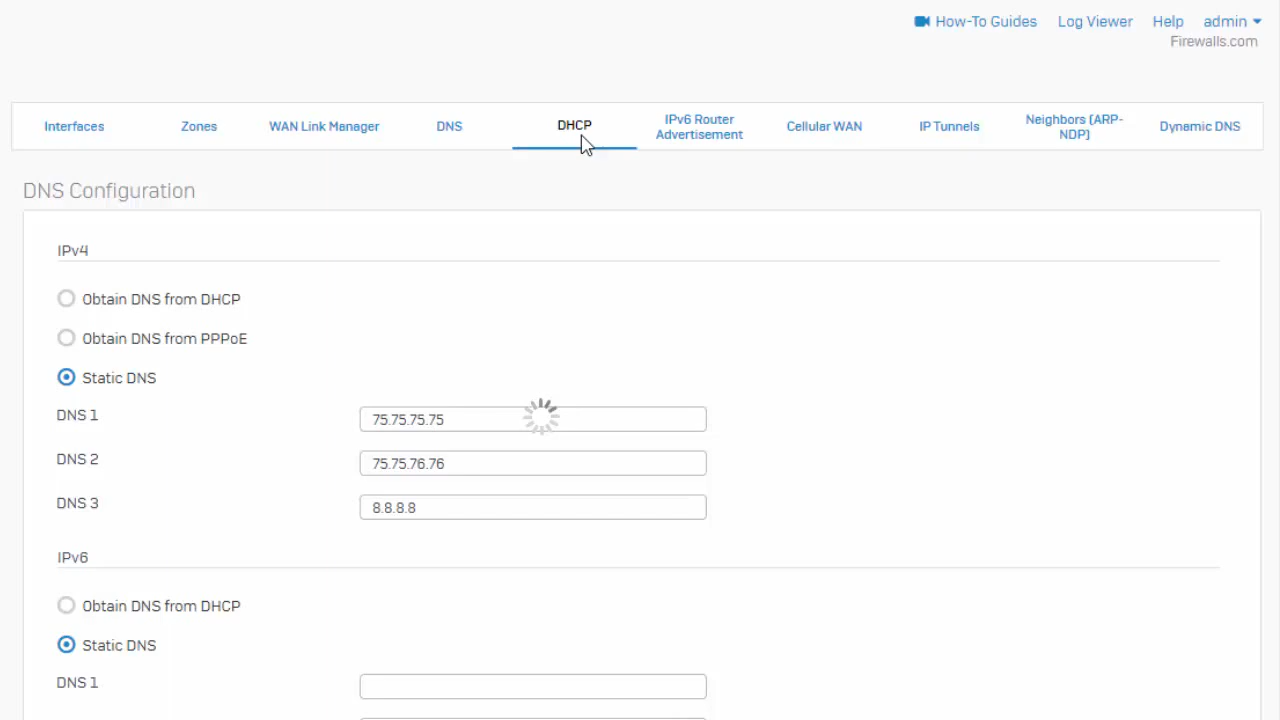 How-To Guides Log Viewer Help admin
Firewalls.com
Interfaces Zones WAN Link Manager DNS DHCP IPv6 Router Advertisement Cellular WAN IP Tunnels Neighbors (ARP-NDP) Dynamic DNS
DNS Configuration
IPv4
Obtain DNS from DHCP
Obtain DNS from PPPoE
Static DNS
DNS 1 75.75.75.75
DNS 2 75.75.76.76
DNS 3 8.8.8.8
IPv6
Obtain DNS from DHCP
Static DNS
DNS 1